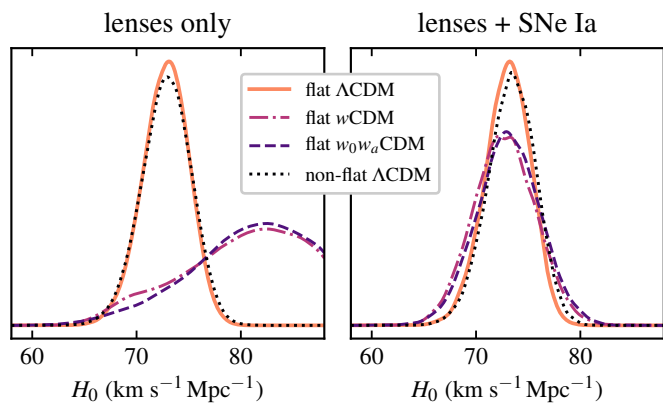 lenses only
lenses + SNe Ia
flat ΛCDM
flat wCDM
flat w₀wₐCDM
non-flat ΛCDM
60 70 80
60 70 80
H₀ (km s⁻¹ Mpc⁻¹)
H₀ (km s⁻¹ Mpc⁻¹)